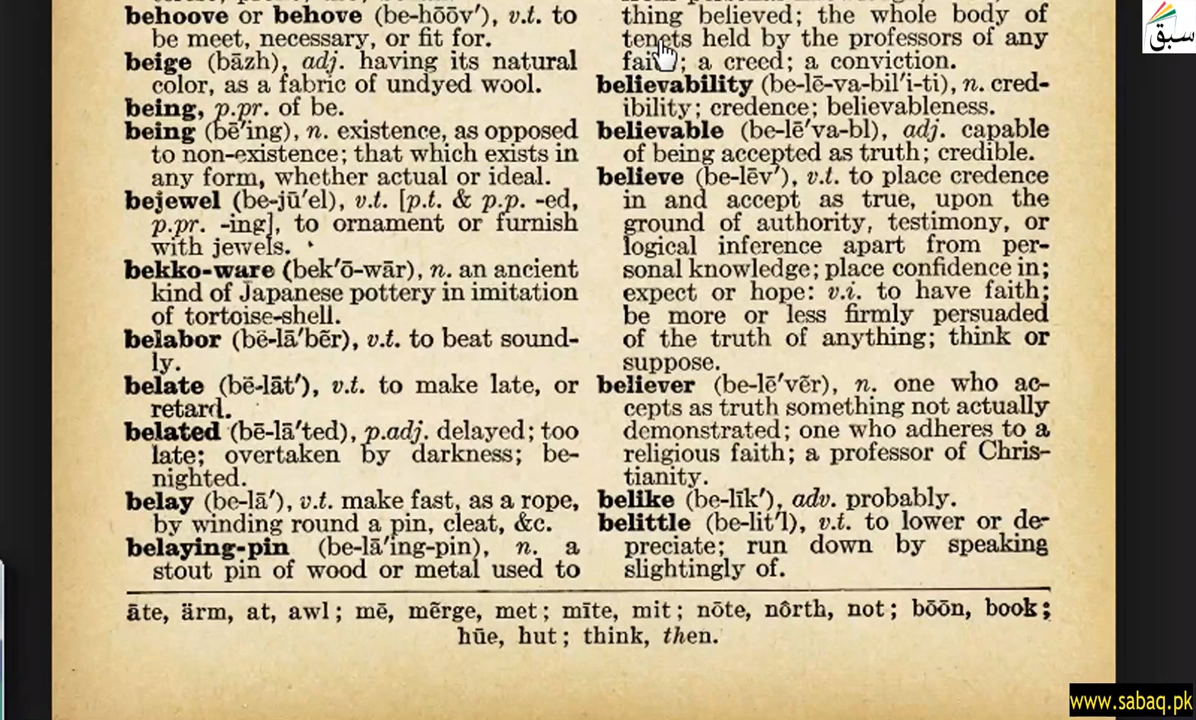 behoove or behove (be-hōōv′), v.t. to
be meet, necessary, or fit for.
beige (bāzh), adj. having its natural
color, as a fabric of undyed wool.
being, p.pr. of be.
being (bē′ing), n. existence, as opposed
to non-existence; that which exists in
any form, whether actual or ideal.
bejewel (be-jū′el), v.t. [p.t. & p.p. -ed,
p.pr. -ing], to ornament or furnish
with jewels.
bekko-ware (bek′ō-wār), n. an ancient
kind of Japanese pottery in imitation
of tortoise-shell.
belabor (bē-lā′bẽr), v.t. to beat sound-
ly.
belate (bē-lāt′), v.t. to make late, or
retard.
belated (bē-lā′ted), p.adj. delayed; too
late; overtaken by darkness; be-
nighted.
belay (be-lā′), v.t. make fast, as a rope,
by winding round a pin, cleat, &c.
belaying-pin (be-lā′ing-pin), n. a
stout pin of wood or metal used to
thing believed; the whole body of
tenets held by the professors of any
faith; a creed; a conviction.
believability (be-lē-va-bil′i-ti), n. cred-
ibility; credence; believableness.
believable (be-lē′va-bl), adj. capable
of being accepted as truth; credible.
believe (be-lēv′), v.t. to place credence
in and accept as true, upon the
ground of authority, testimony, or
logical inference apart from per-
sonal knowledge; place confidence in;
expect or hope: v.i. to have faith;
be more or less firmly persuaded
of the truth of anything; think or
suppose.
believer (be-lē′vẽr), n. one who ac-
cepts as truth something not actually
demonstrated; one who adheres to a
religious faith; a professor of Chris-
tianity.
belike (be-līk′), adv. probably.
belittle (be-lit′l), v.t. to lower or de-
preciate; run down by speaking
slightingly of.
āte, ärm, at, awl; mē, mẽrge, met; mīte, mit; nōte, nôrth, not; bōōn, book;
hūe, hut; think, then.
سبق
www.sabaq.pk